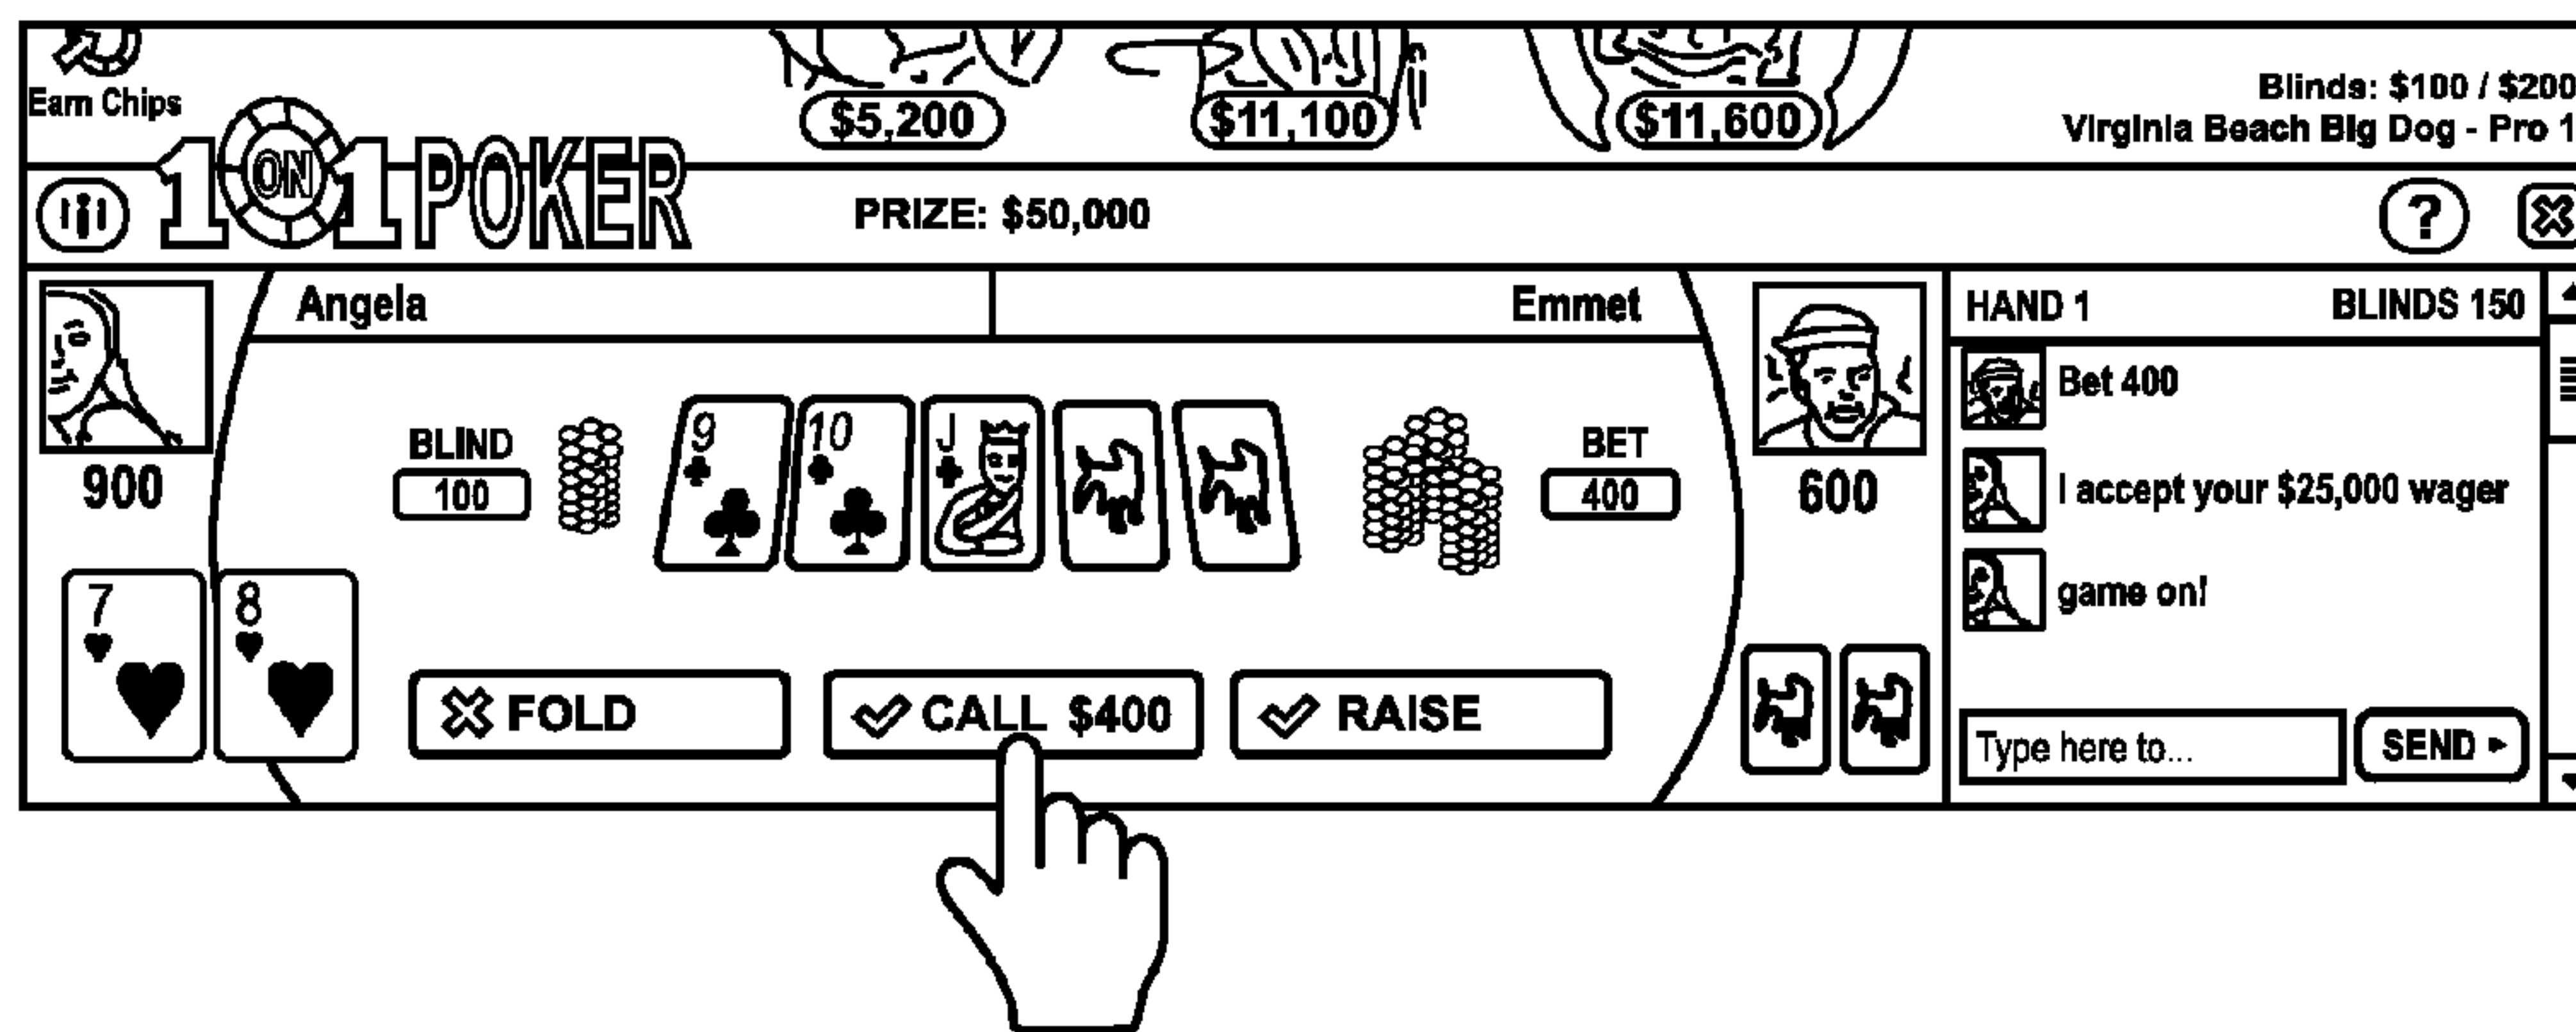 Earn Chips
$5,200
$11,100
$11,600
Blinds: $100 / $200
Virginia Beach Big Dog - Pro 1
1 ON 1 POKER
PRIZE: $50,000
?
Angela
Emmet
HAND 1
BLINDS 150
900
BLIND
100
9
10
J
BET
400
600
Bet 400
I accept your $25,000 wager
game on!
7
8
FOLD
CALL $400
RAISE
Type here to...
SEND